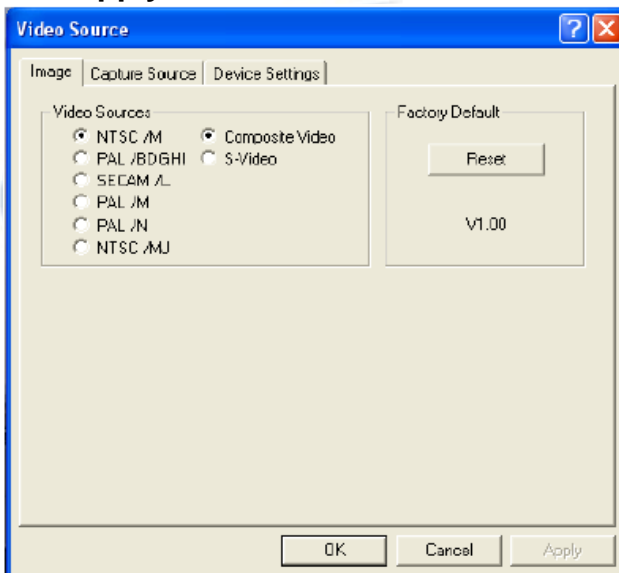 Video Source
Image Capture Source Device Settings
Video Sources
NTSC /M Composite Video
PAL /BDGHI S-Video
SECAM /L
PAL /M
PAL /N
NTSC /MJ
Factory Default
Reset
V1.00
OK Cancel Apply